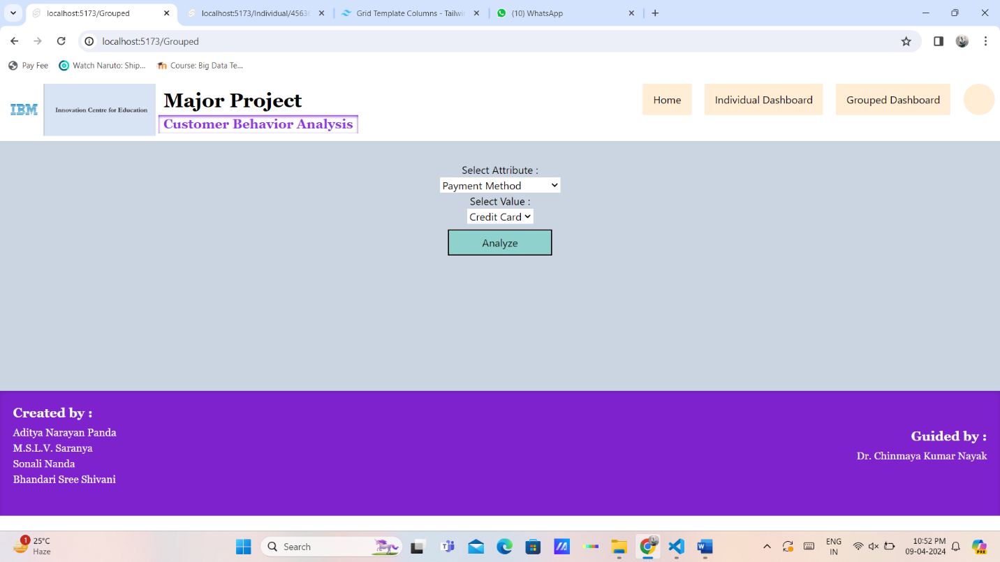 localhost:5173/Grouped
localhost:5173/Individual/4563
Grid Template Columns - Tailwi
(10) WhatsApp
localhost:5173/Grouped
Pay Fee
Watch Naruto: Ship...
Course: Big Data Te...
IBM
Innovation Centre for Education
Major Project
Customer Behavior Analysis
Home
Individual Dashboard
Grouped Dashboard
Select Attribute :
Payment Method
Select Value :
Credit Card
Analyze
Created by :
Aditya Narayan Panda
M.S.L.V. Saranya
Sonali Nanda
Bhandari Sree Shivani
Guided by :
Dr. Chinmaya Kumar Nayak
1
25°C
Haze
Search
ENG
IN
10:52 PM
09-04-2024
PRE